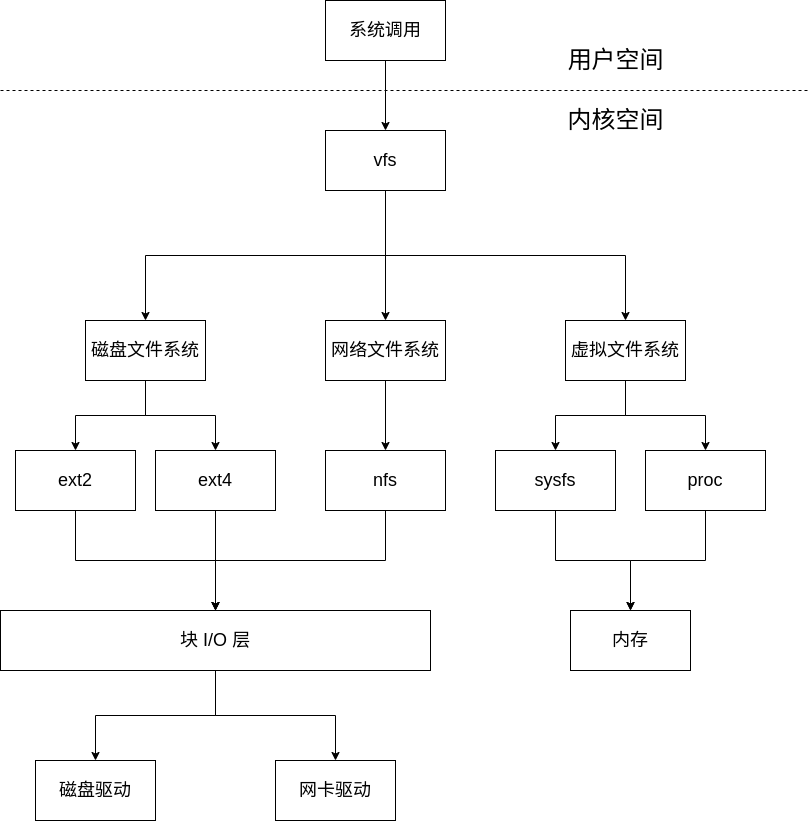 系统调用
用户空间
内核空间
vfs
磁盘文件系统
网络文件系统
虚拟文件系统
ext2
ext4
nfs
sysfs
proc
块 I/O 层
内存
磁盘驱动
网卡驱动